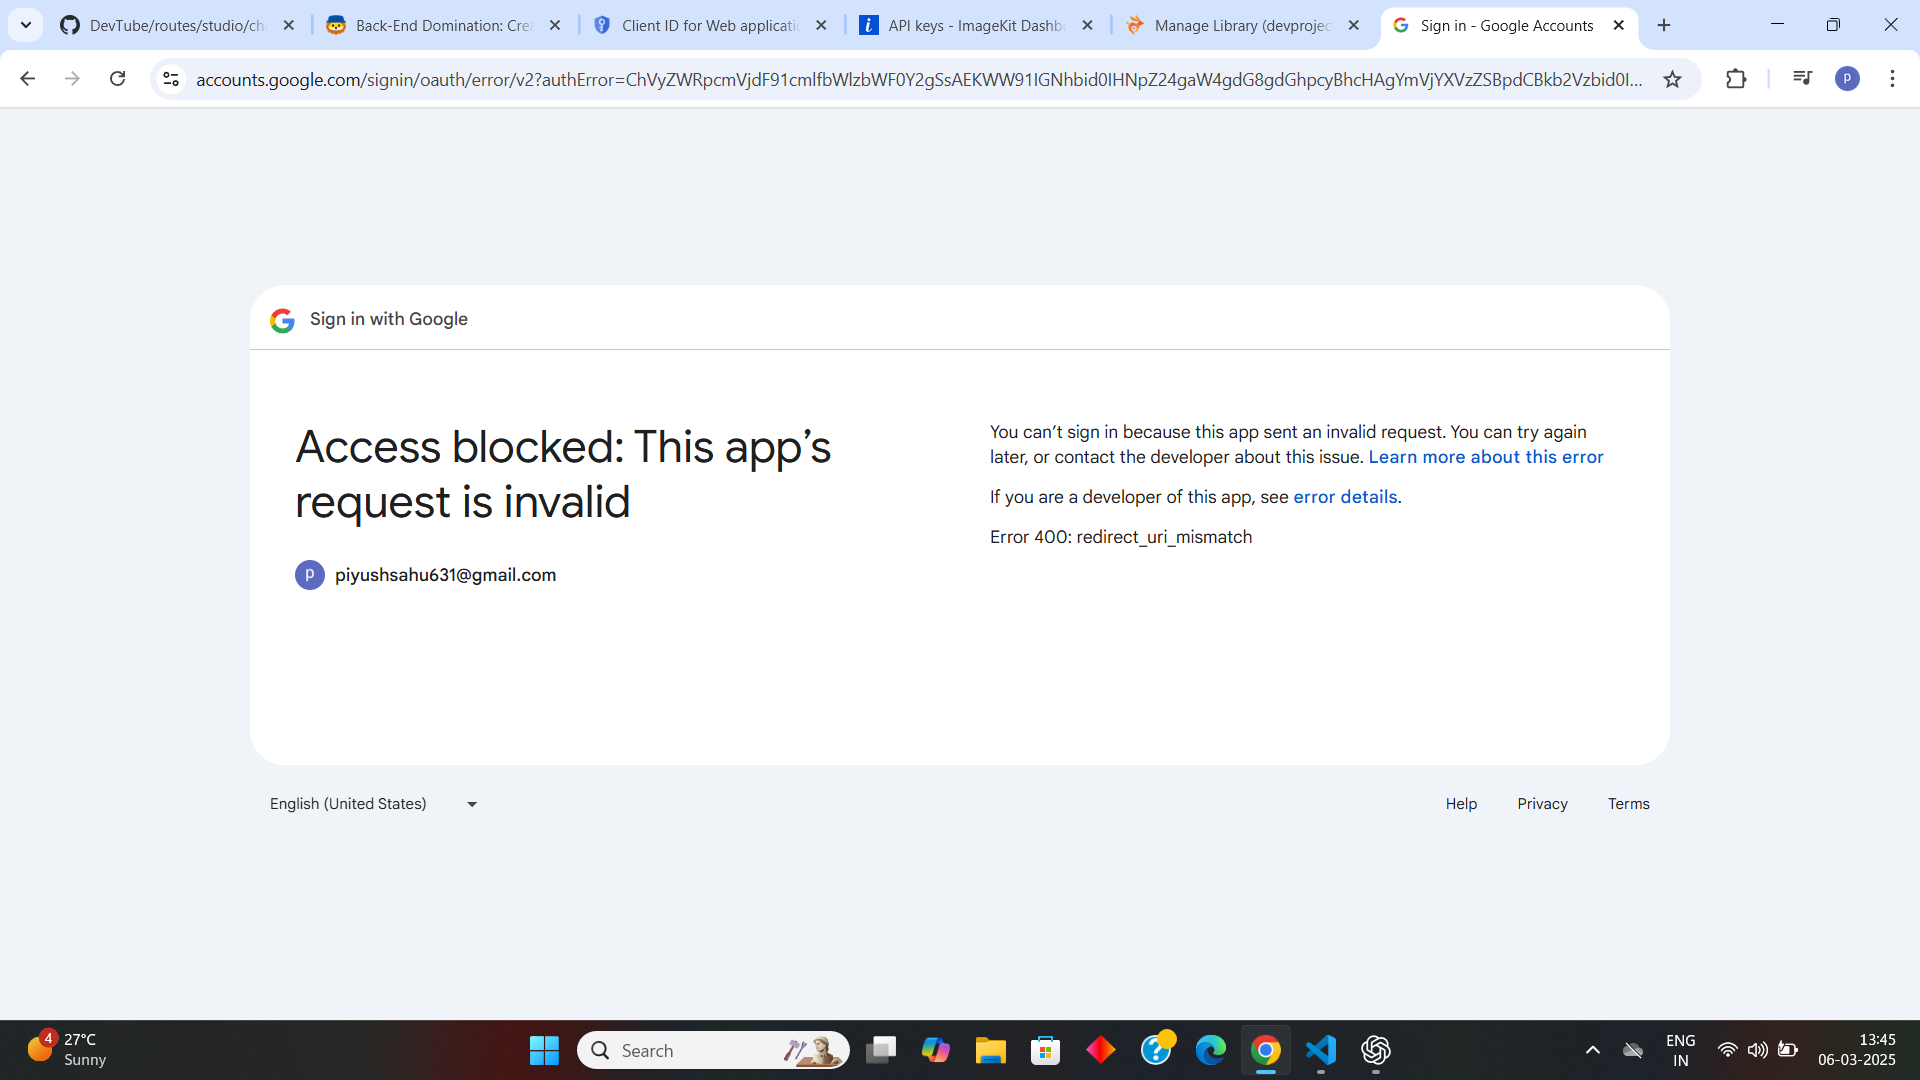 DevTube/routes/studio/cha
Back-End Domination: Crea
Client ID for Web applicatio
API keys - ImageKit Dashbo
Manage Library (devprojec
Sign in - Google Accounts
accounts.google.com/signin/oauth/error/v2?authError=ChVyZWRpcmVjdF91cmlfbWlzbWF0Y2gSsAEKWW91IGNhbid0IHNpZ24gaW4gdG8gdGhpcyBhcHAgYmVjYXVzZSBpdCBkb2Vzbid0I...
p
Sign in with Google
Access blocked: This app’s
request is invalid
p
piyushsahu631@gmail.com
You can’t sign in because this app sent an invalid request. You can try again
later, or contact the developer about this issue. Learn more about this error
If you are a developer of this app, see error details.
Error 400: redirect_uri_mismatch
English (United States)
Help
Privacy
Terms
4
27°C
Sunny
Search
ENG
IN
13:45
06-03-2025